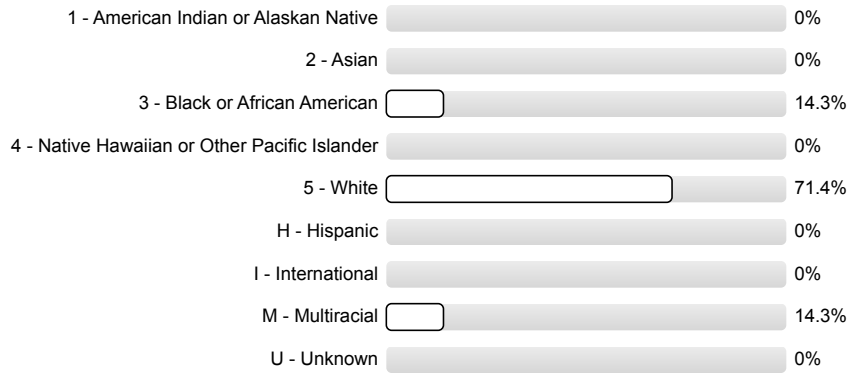 1 - American Indian or Alaskan Native 0%
2 - Asian 0%
3 - Black or African American 14.3%
4 - Native Hawaiian or Other Pacific Islander 0%
5 - White 71.4%
H - Hispanic 0%
I - International 0%
M - Multiracial 14.3%
U - Unknown 0%